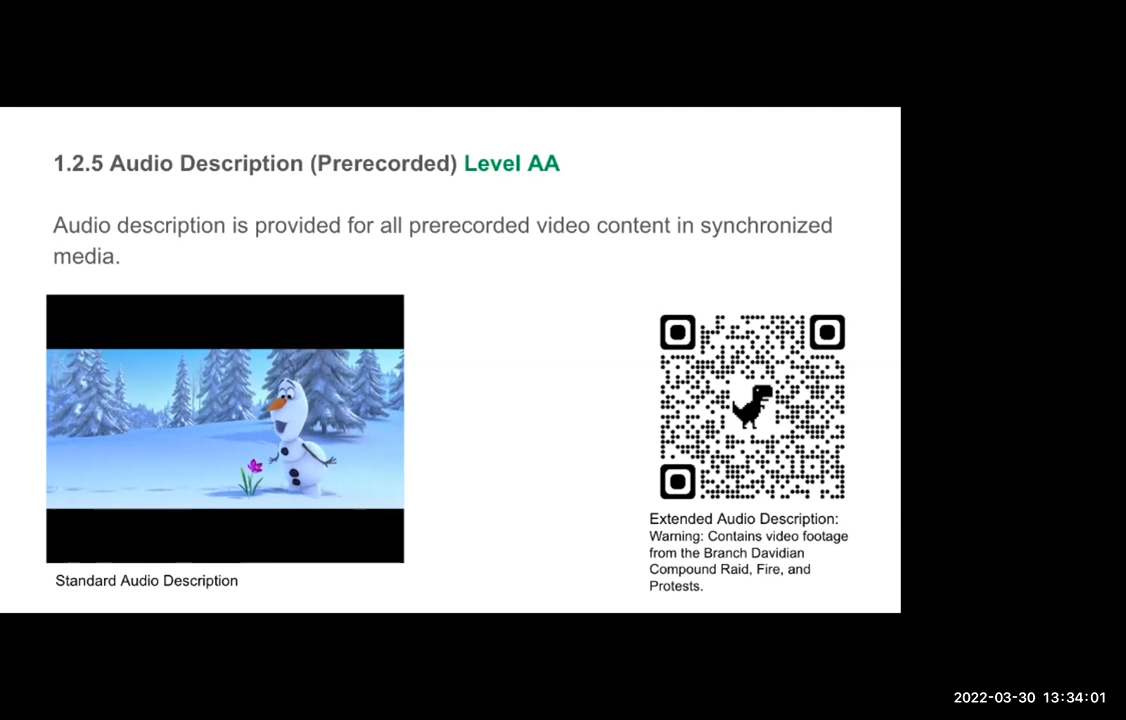 1.2.5 Audio Description (Prerecorded) Level AA
Audio description is provided for all prerecorded video content in synchronized
media.
Standard Audio Description
Extended Audio Description:
Warning: Contains video footage
from the Branch Davidian
Compound Raid, Fire, and
Protests.
2022-03-30 13:34:01